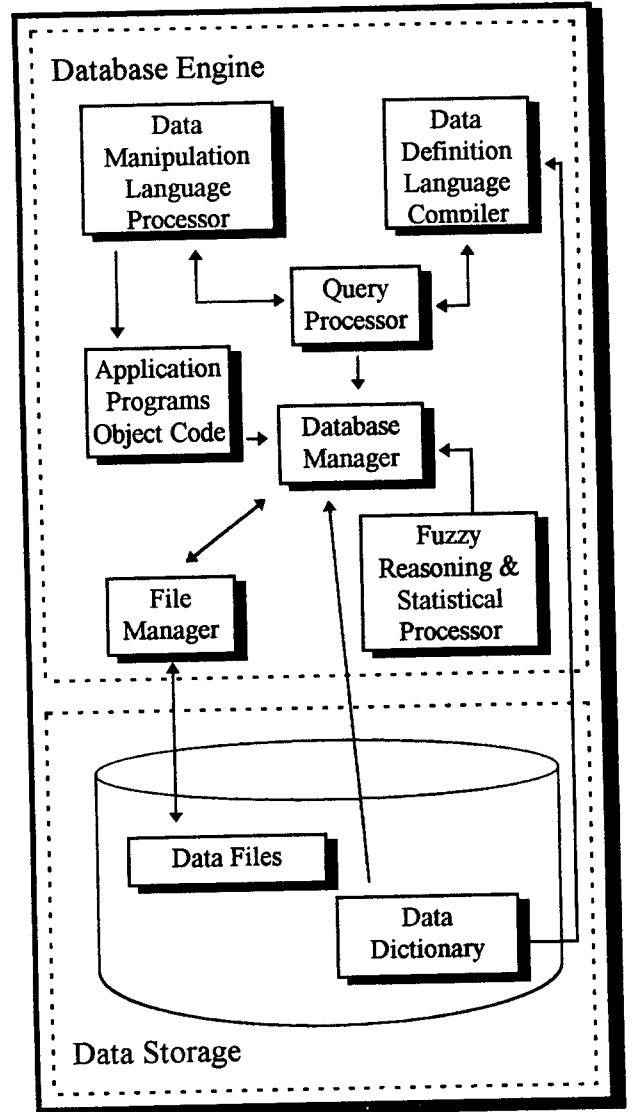 Database Engine
Data
Manipulation
Language
Processor
Data
Definition
Language
Compiler
Query
Processor
Application
Programs
Object Code
Database
Manager
Fuzzy
Reasoning &
Statistical
Processor
File
Manager
Data Files
Data
Dictionary
Data Storage